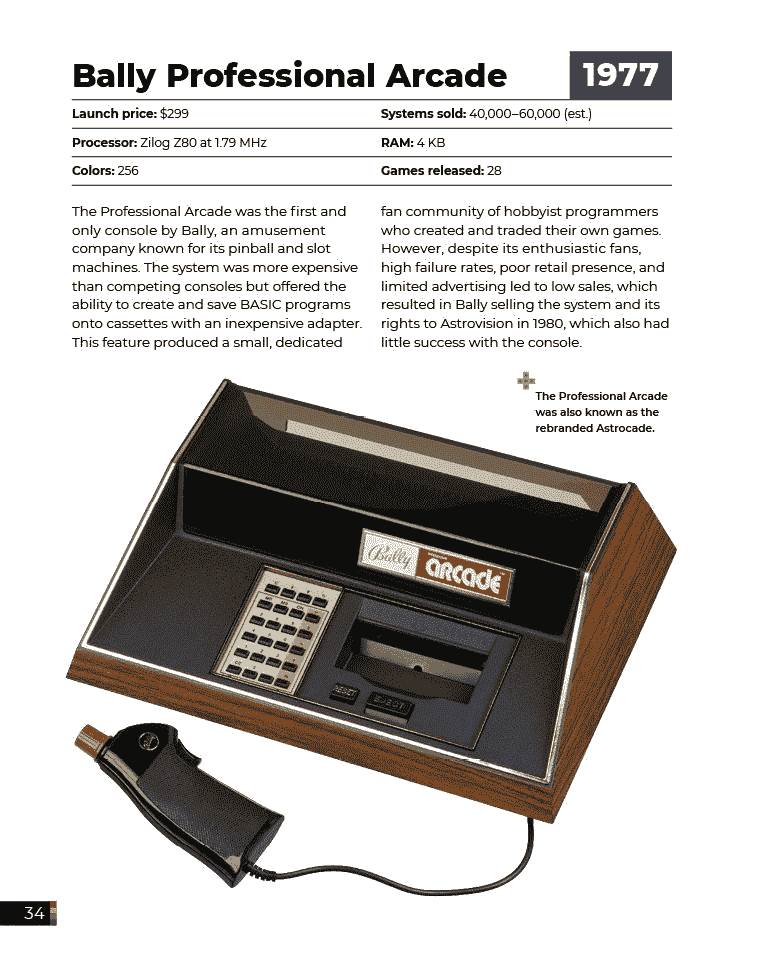 Bally Professional Arcade
1977
Launch price: $299
Systems sold: 40,000–60,000 (est.)
Processor: Zilog Z80 at 1.79 MHz
RAM: 4 KB
Colors: 256
Games released: 28
The Professional Arcade was the first and
only console by Bally, an amusement
company known for its pinball and slot
machines. The system was more expensive
than competing consoles but offered the
ability to create and save BASIC programs
onto cassettes with an inexpensive adapter.
This feature produced a small, dedicated
fan community of hobbyist programmers
who created and traded their own games.
However, despite its enthusiastic fans,
high failure rates, poor retail presence, and
limited advertising led to low sales, which
resulted in Bally selling the system and its
rights to Astrovision in 1980, which also had
little success with the console.
The Professional Arcade
was also known as the
rebranded Astrocade.
Bally
arcade
RESET
EJECT
34